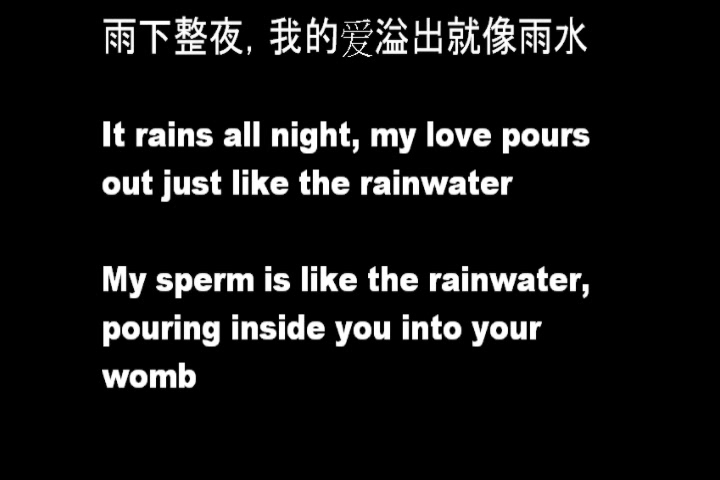 雨下整夜, 我的爱溢出就像雨水
It rains all night, my love pours
out just like the rainwater
My sperm is like the rainwater,
pouring inside you into your
womb